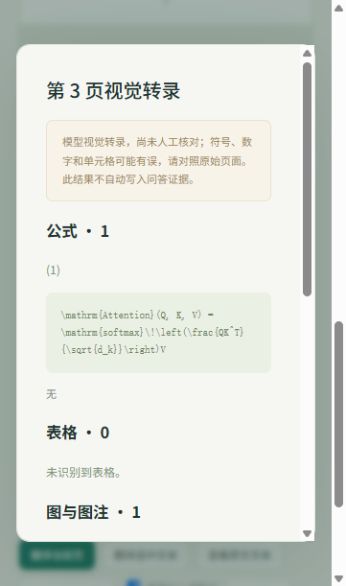 第 3 页视觉转录
模型视觉转录，尚未人工核对；符号、数
字和单元格可能有误，请对照原始页面。
此结果不自动写入问答证据。
公式 · 1
(1)
\mathrm{Attention}(Q, K, V) =
\mathrm{softmax}\!\left(\frac{QK^T}
{\sqrt{d_k}}\right)V
无
表格 · 0
未识别到表格。
图与图注 · 1